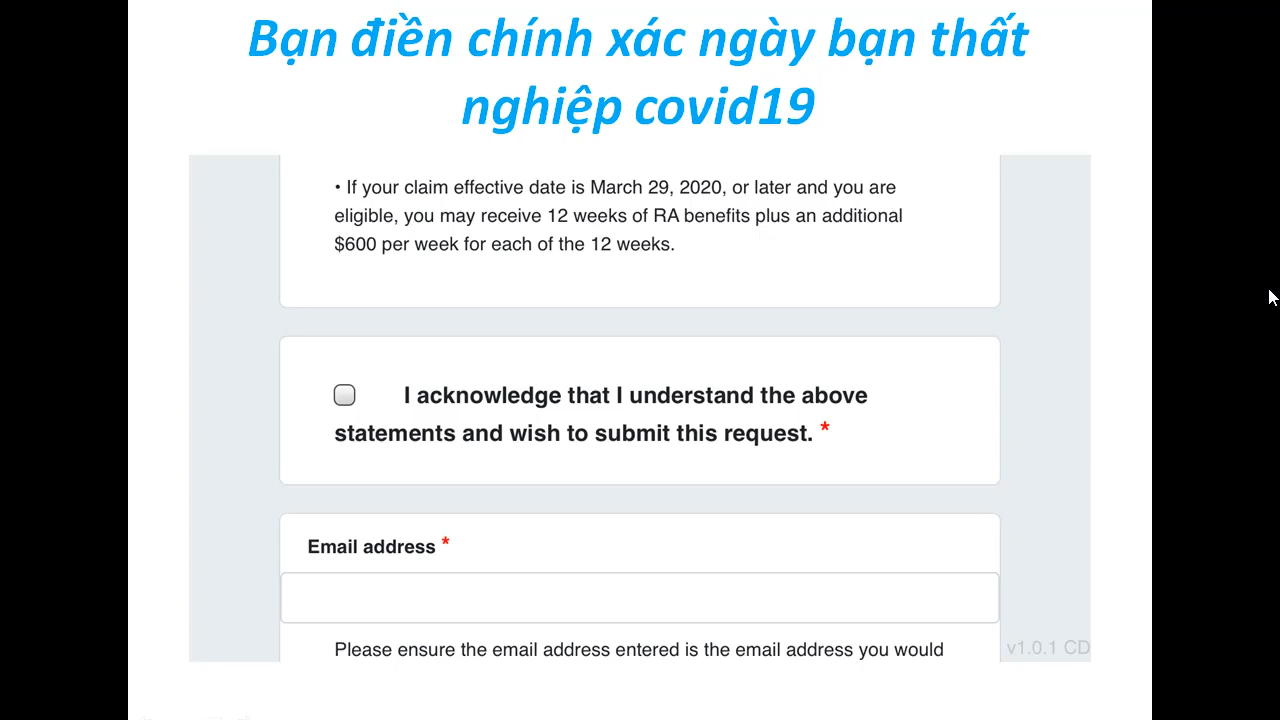 Bạn điền chính xác ngày bạn thất
nghiệp covid19
• If your claim effective date is March 29, 2020, or later and you are
eligible, you may receive 12 weeks of RA benefits plus an additional
$600 per week for each of the 12 weeks.
I acknowledge that I understand the above
statements and wish to submit this request. *
Email address *
Please ensure the email address entered is the email address you would
v1.0.1 CD